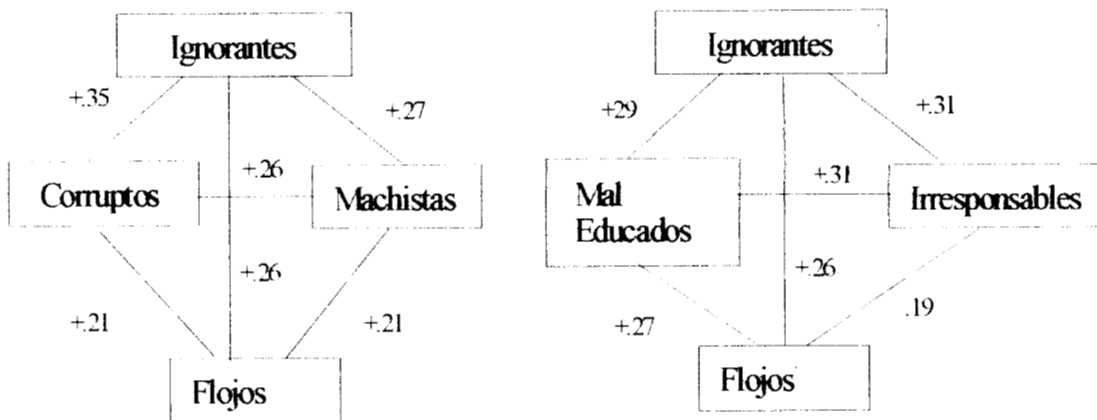 Ignorantes
+.35
+.27
Corruptos
+.26
Machistas
+.26
+.21
+.21
Flojos
Ignorantes
+29
+.31
Mal
Educados
+.31
Irresponsables
+.26
+.27
.19
Flojos